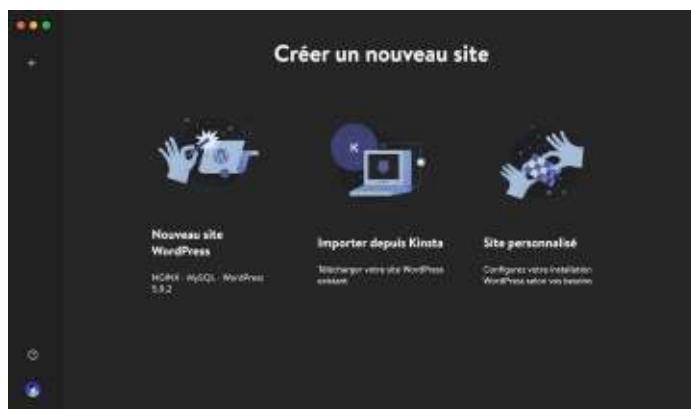 Créer un nouveau site
Nouveau site
WordPress
NGINX · MySQL · WordPress
5.9.2
Importer depuis Kinsta
Télécharger votre site WordPress
existant
Site personnalisé
Configurez votre installation
WordPress selon vos besoins